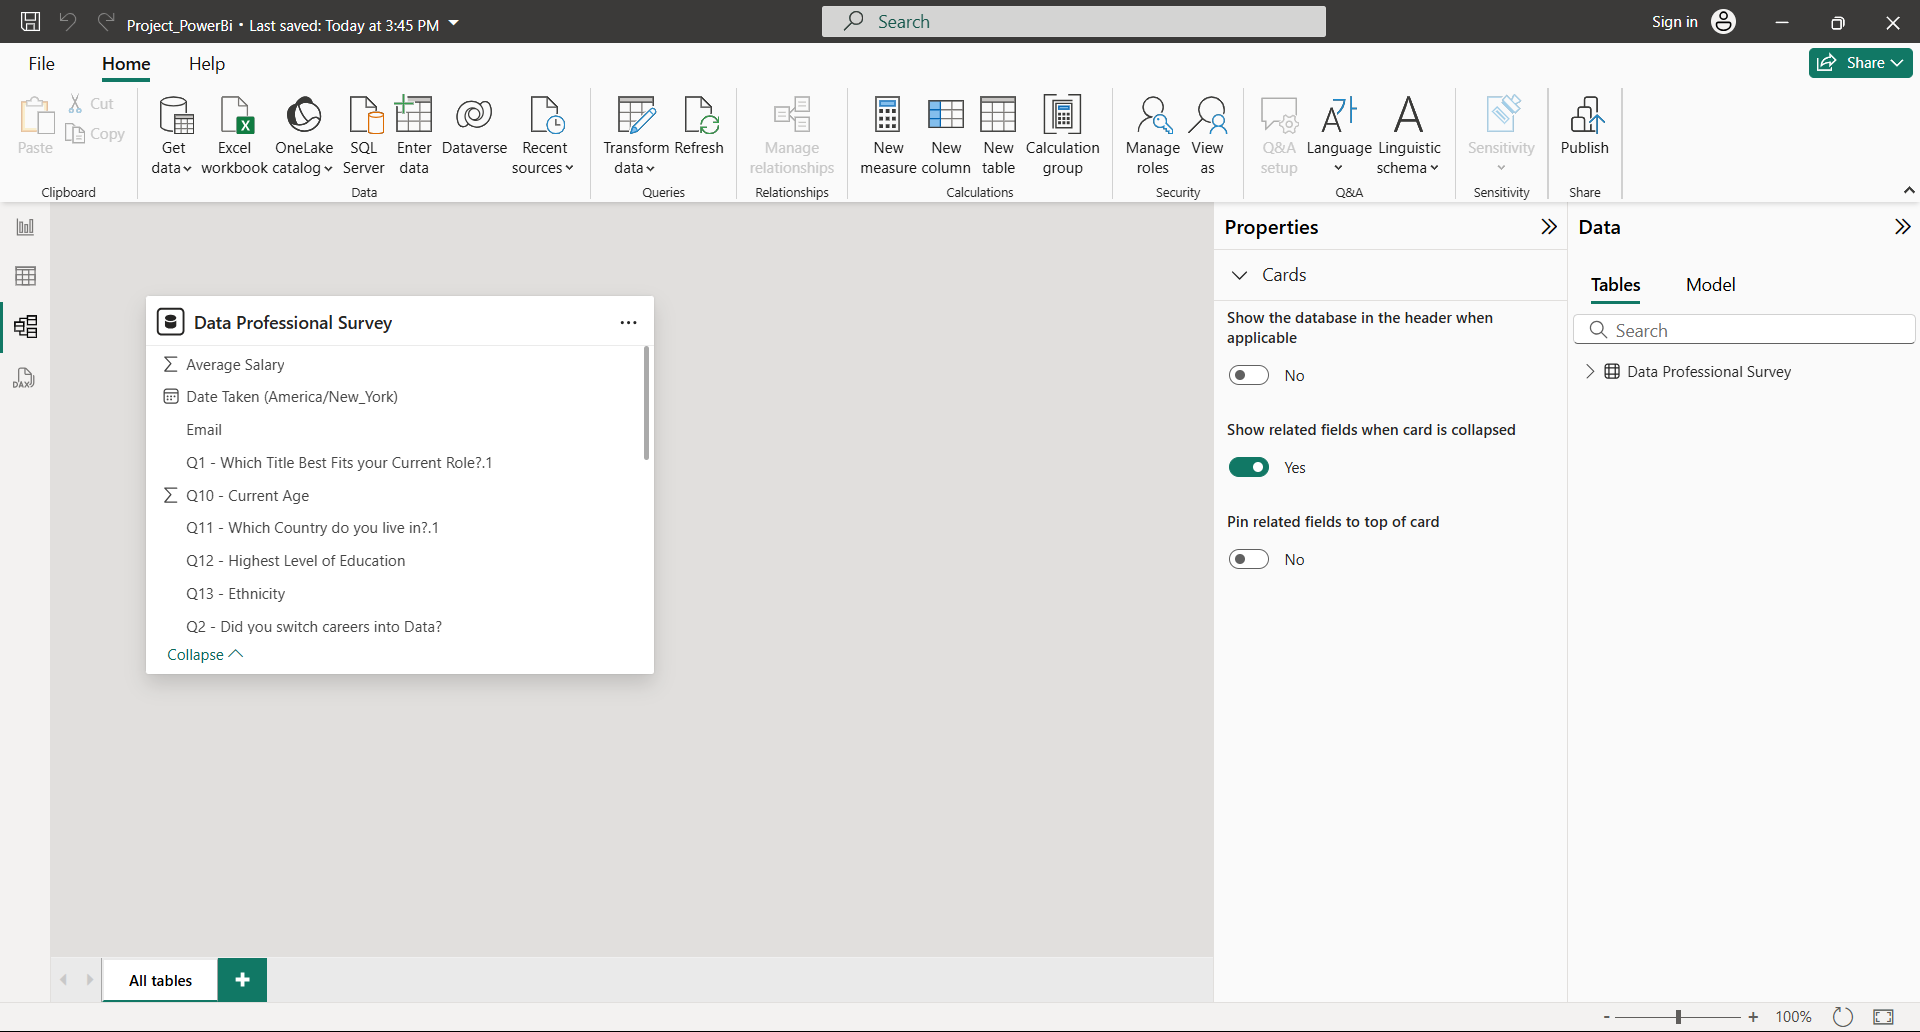 Project_PowerBi • Last saved: Today at 3:45 PM
Search
Sign in
File
Home
Help
Share
Paste
Cut
Copy
Clipboard
Get data
Excel workbook
OneLake catalog
SQL Server
Enter data
Dataverse
Recent sources
Data
Transform data
Refresh
Queries
Manage relationships
Relationships
New measure
New column
New table
Calculation group
Calculations
Manage roles
View as
Security
Q&A setup
Language
Linguistic schema
Q&A
Sensitivity
Sensitivity
Publish
Share
DAX
Data Professional Survey
Average Salary
Date Taken (America/New_York)
Email
Q1 - Which Title Best Fits your Current Role?.1
Q10 - Current Age
Q11 - Which Country do you live in?.1
Q12 - Highest Level of Education
Q13 - Ethnicity
Q2 - Did you switch careers into Data?
Collapse
Properties
Cards
Show the database in the header when
applicable
No
Show related fields when card is collapsed
Yes
Pin related fields to top of card
No
Data
Tables
Model
Search
Data Professional Survey
All tables
+
- + 100%